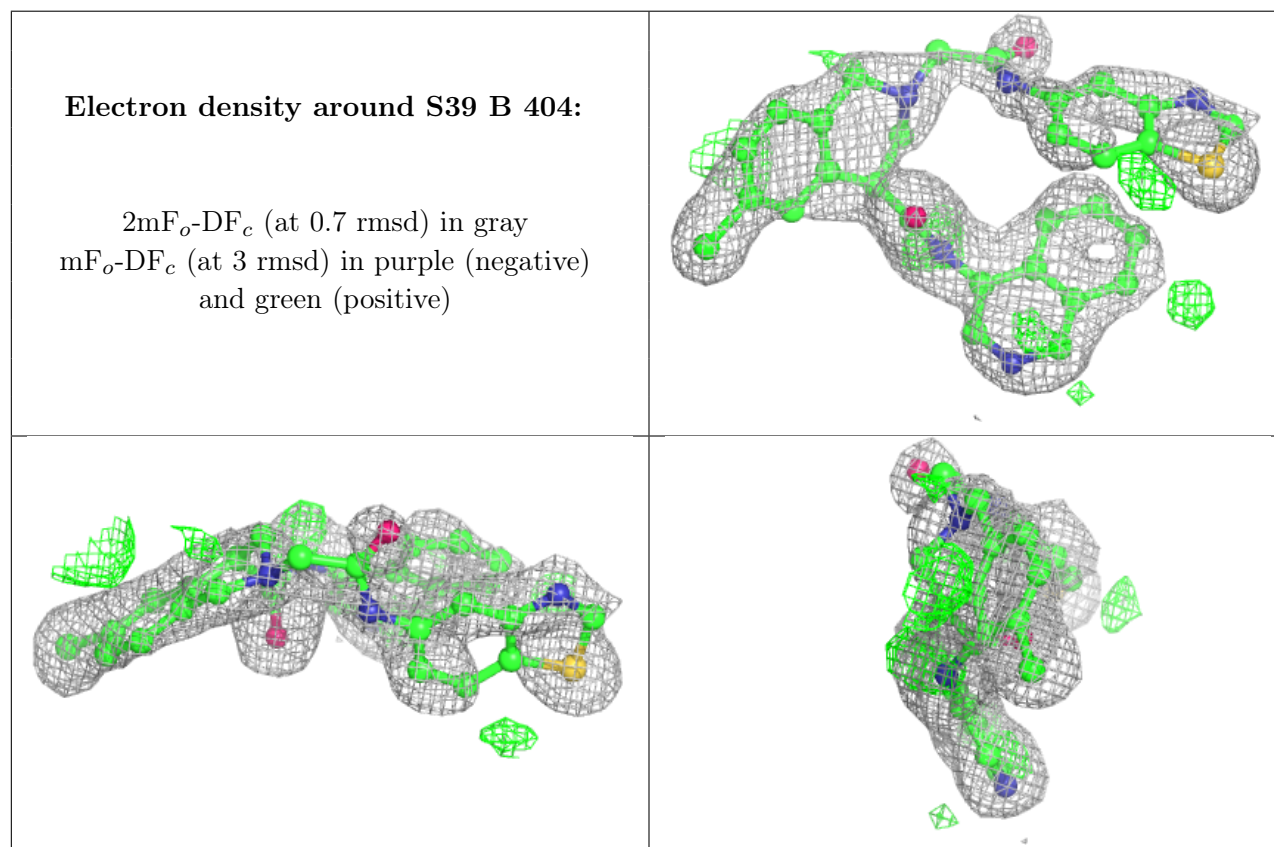 Electron density around S39 B 404:
2mFo-DFc (at 0.7 rmsd) in gray
mFo-DFc (at 3 rmsd) in purple (negative)
and green (positive)